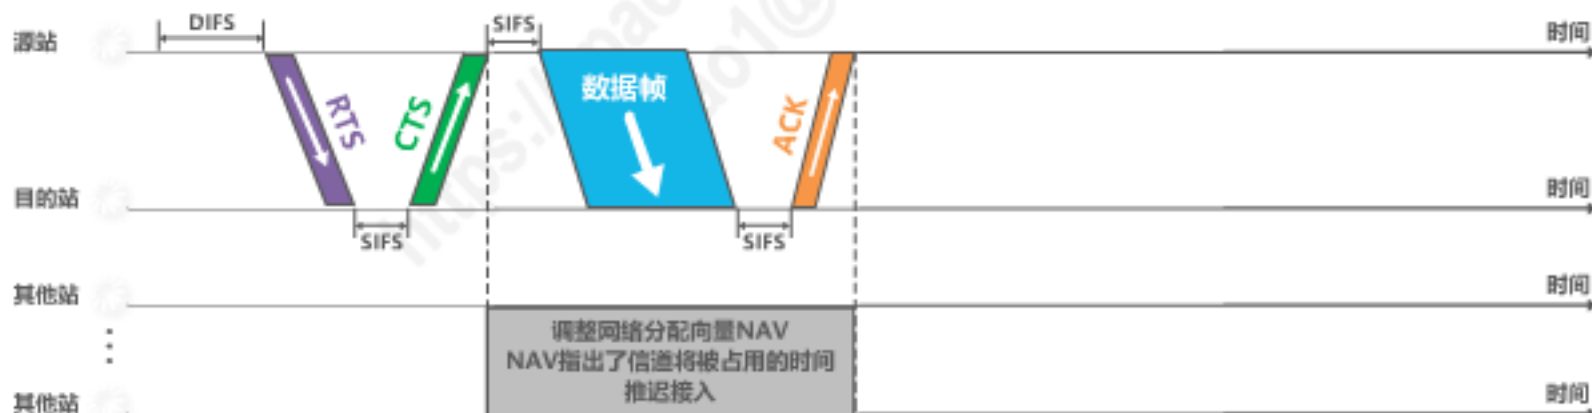 DIFS
SIFS
源站
时间
RTS
CTS
数据帧
ACK
目的站
时间
SIFS
SIFS
其他站
时间
调整网络分配向量NAV
NAV指出了信道将被占用的时间
推迟接入
其他站
时间